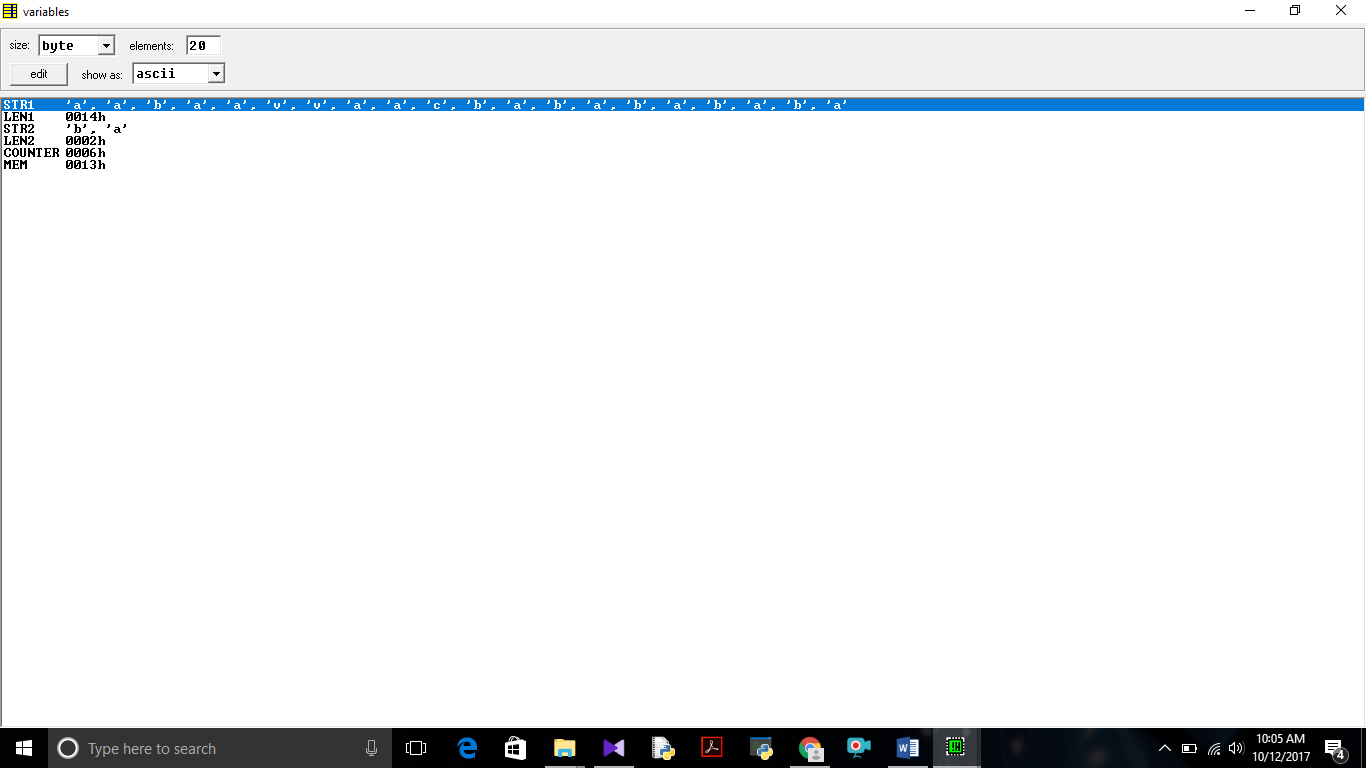 variables
size: byte elements: 20
edit show as: ascii
STR1 'a', 'a', 'b', 'a', 'a', 'v', 'v', 'a', 'a', 'c', 'b', 'a', 'b', 'a', 'b', 'a', 'b', 'a', 'b', 'a'
LEN1 0014h
STR2 'b', 'a'
LEN2 0002h
COUNTER 0006h
MEM 0013h
Type here to search
10:05 AM
10/12/2017
4